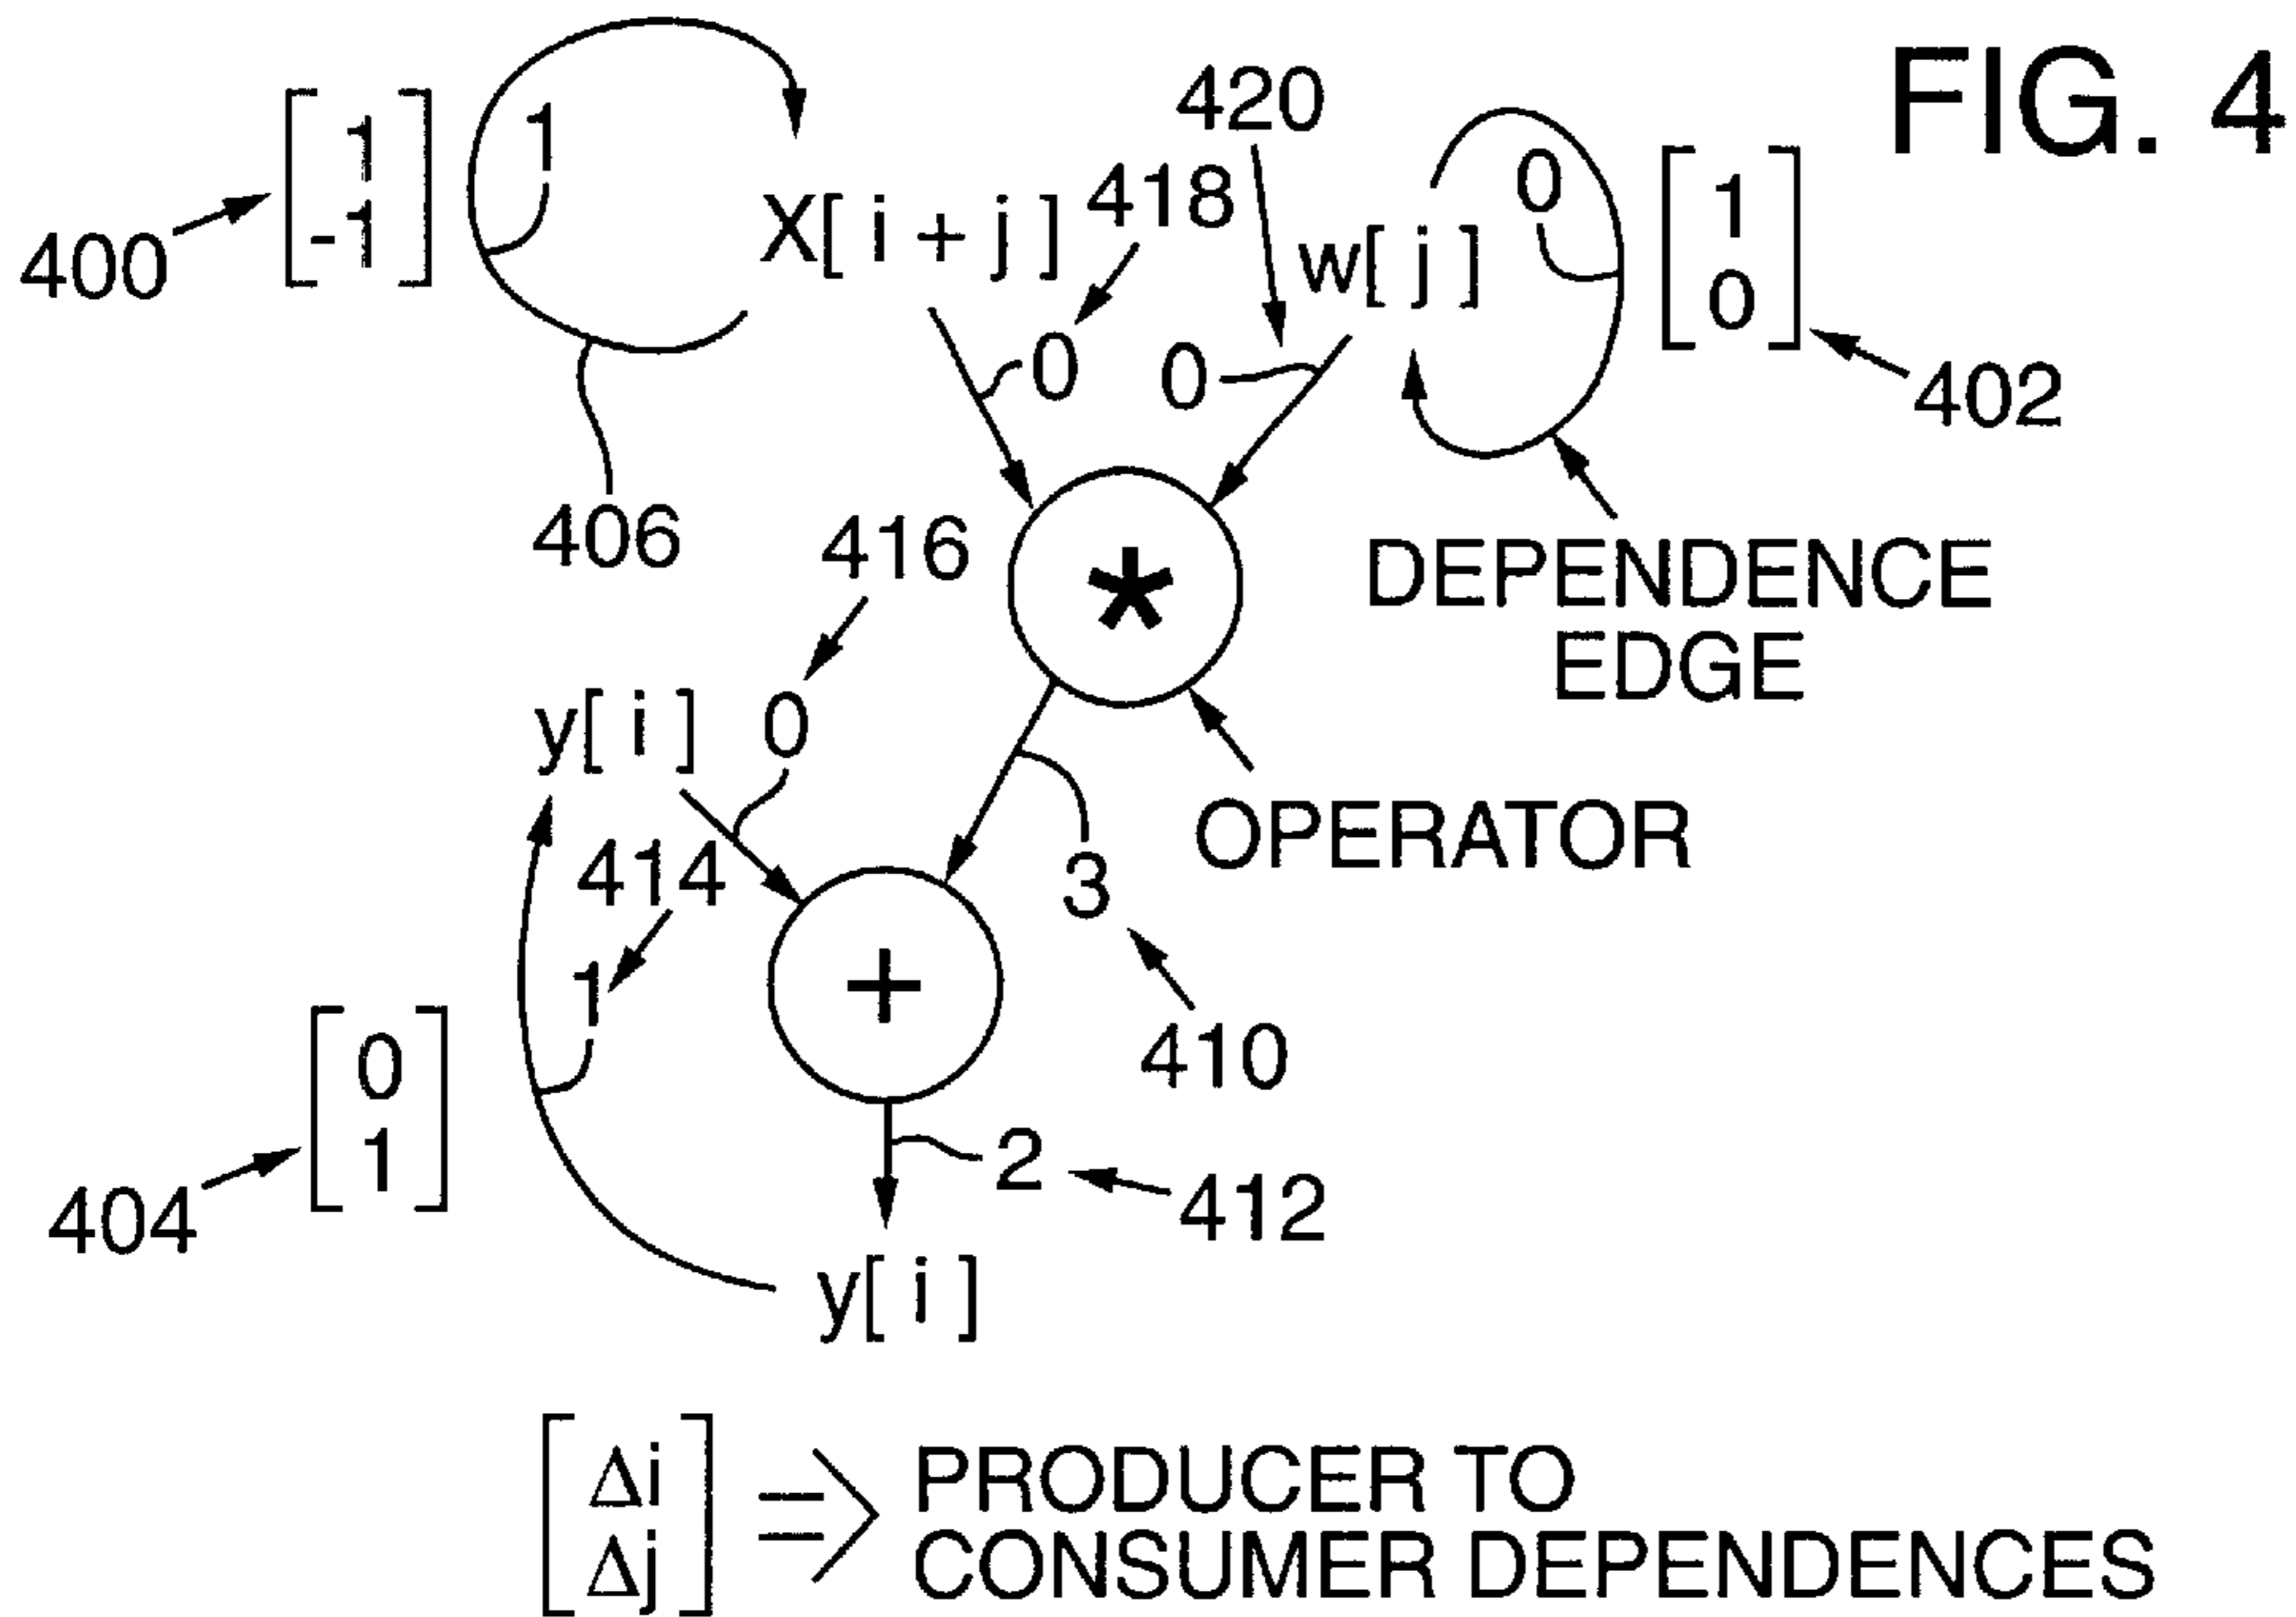 FIG. 4
420
1
1
-1
400
X[ i + j ]
418
0
w[ j ]
1
0
402
0
0
406
416
*
DEPENDENCE
EDGE
y[ i ]
0
OPERATOR
414
3
1
+
410
0
1
404
2
412
y[ i ]
Δi
Δj
=> PRODUCER TO
CONSUMER DEPENDENCES